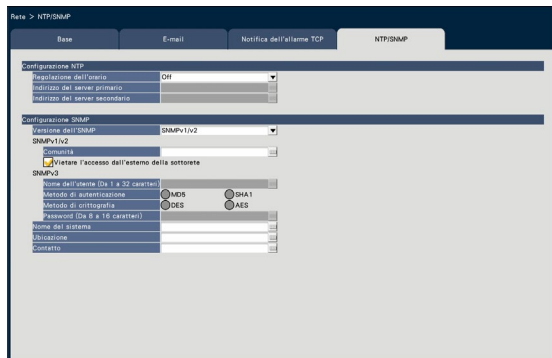 Rete > NTP/SNMP
Base E-mail Notifica dell'allarme TCP NTP/SNMP
Configurazione NTP
Regolazione dell'orario Off
Indirizzo del server primario
Indirizzo del server secondario
Configurazione SNMP
Versione dell'SNMP SNMPv1/v2
SNMPv1/v2
Comunità
Vietare l'accesso dall'esterno della sottorete
SNMPv3
Nome dell'utente (Da 1 a 32 caratteri)
Metodo di autenticazione MD5 SHA1
Metodo di crittografia DES AES
Password (Da 8 a 16 caratteri)
Nome del sistema
Ubicazione
Contatto